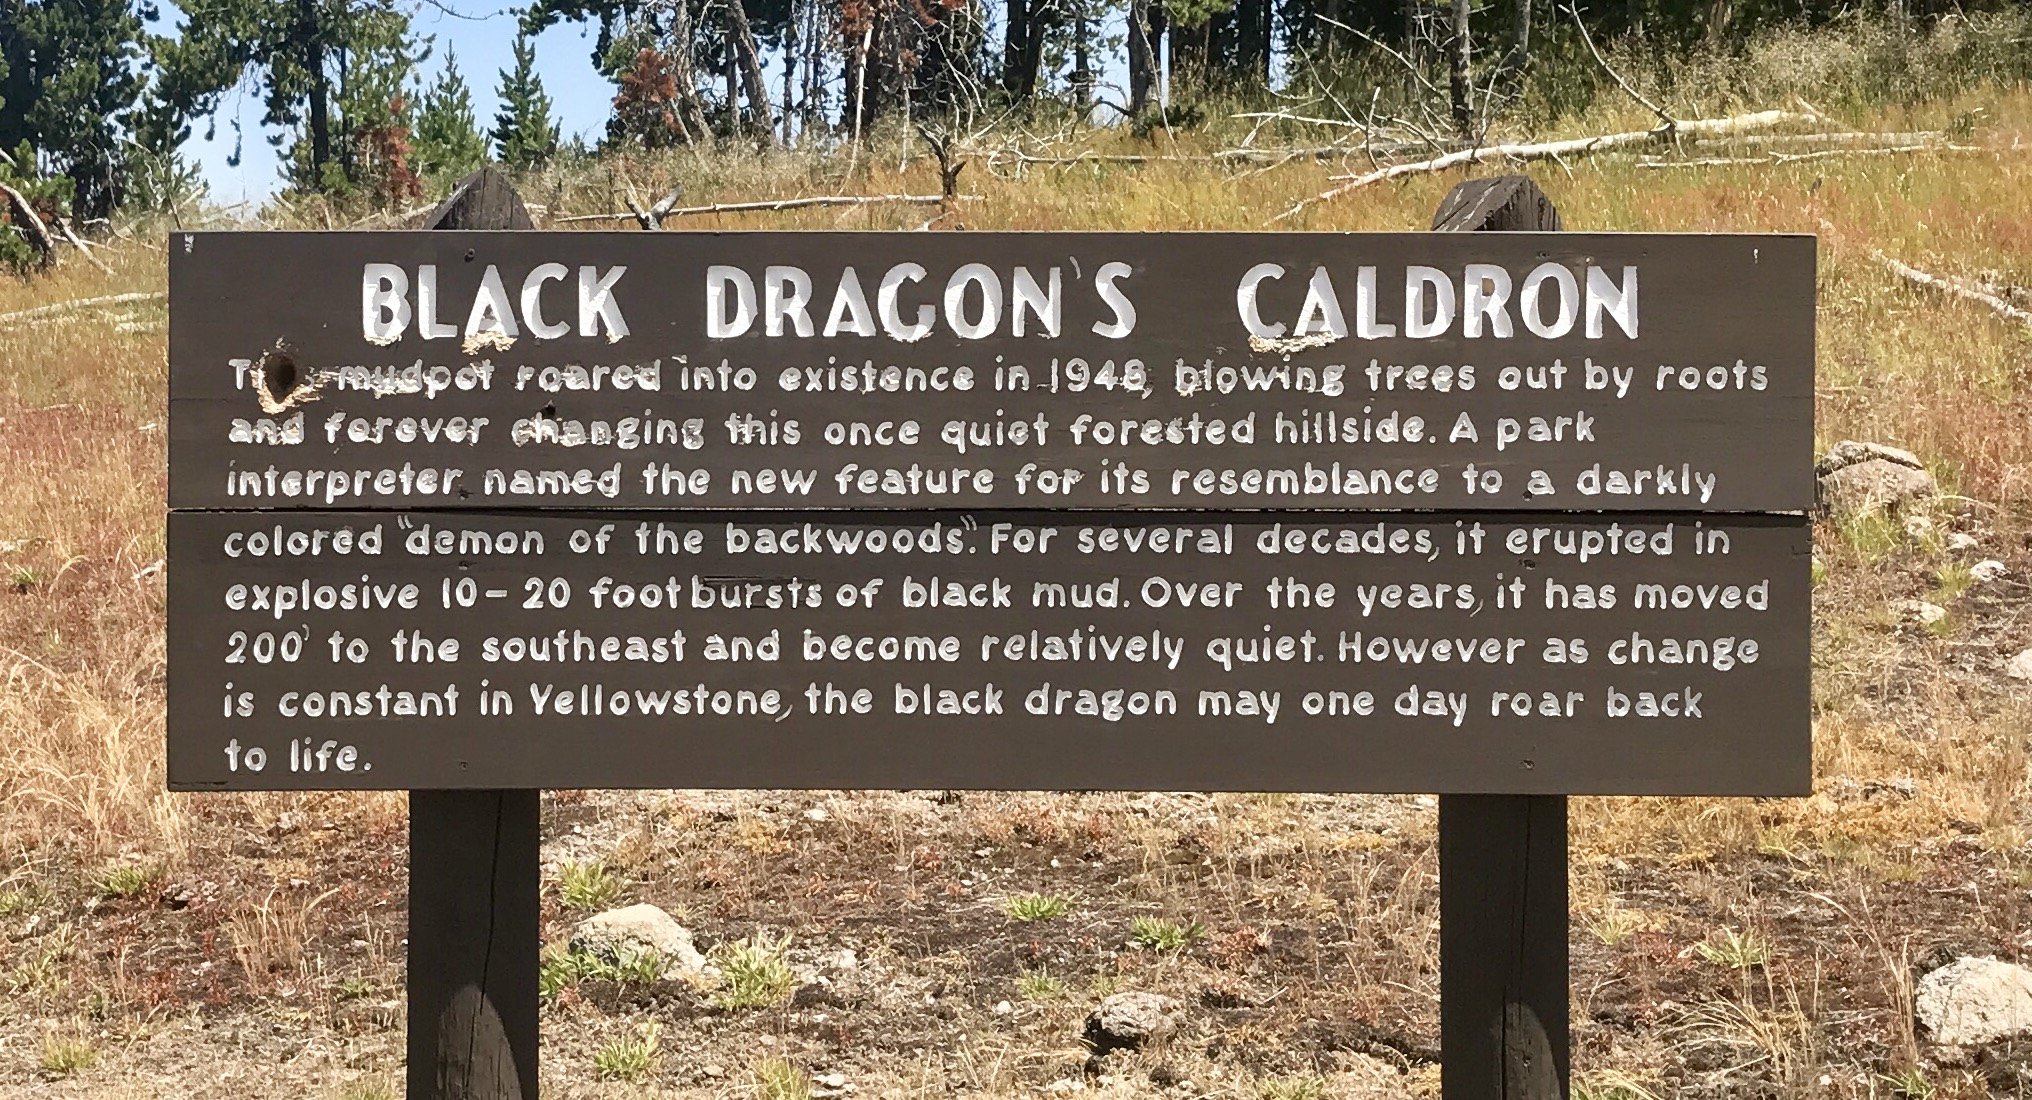 BLACK DRAGON'S CALDRON
mudpot roared into existence in 1948, blowing trees out by roots
and forever changing this once quiet forested hillside. A park
interpreter named the new feature for its resemblance to a darkly
colored "demon of the backwoods". For several decades, it erupted in
explosive 10-20 foot bursts of black mud. Over the years, it has moved
200' to the southeast and become relatively quiet. However as change
is constant in Yellowstone, the black dragon may one day roar back
to life.